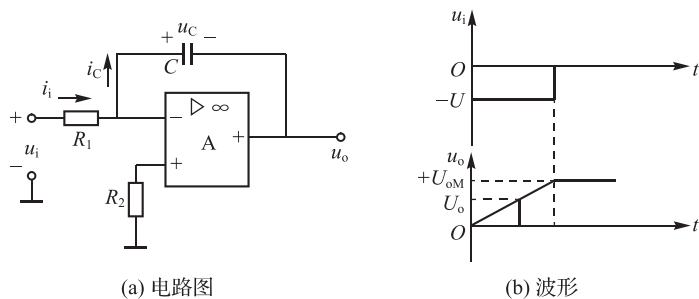 + u_C −
i_C
C
i_i
▷ ∞
+
R_1
−
A
+
u_i
u_o
−
+
R_2
(a) 电路图
u_i
O
t
−U
u_o
+U_oM
U_o
O
t
(b) 波形